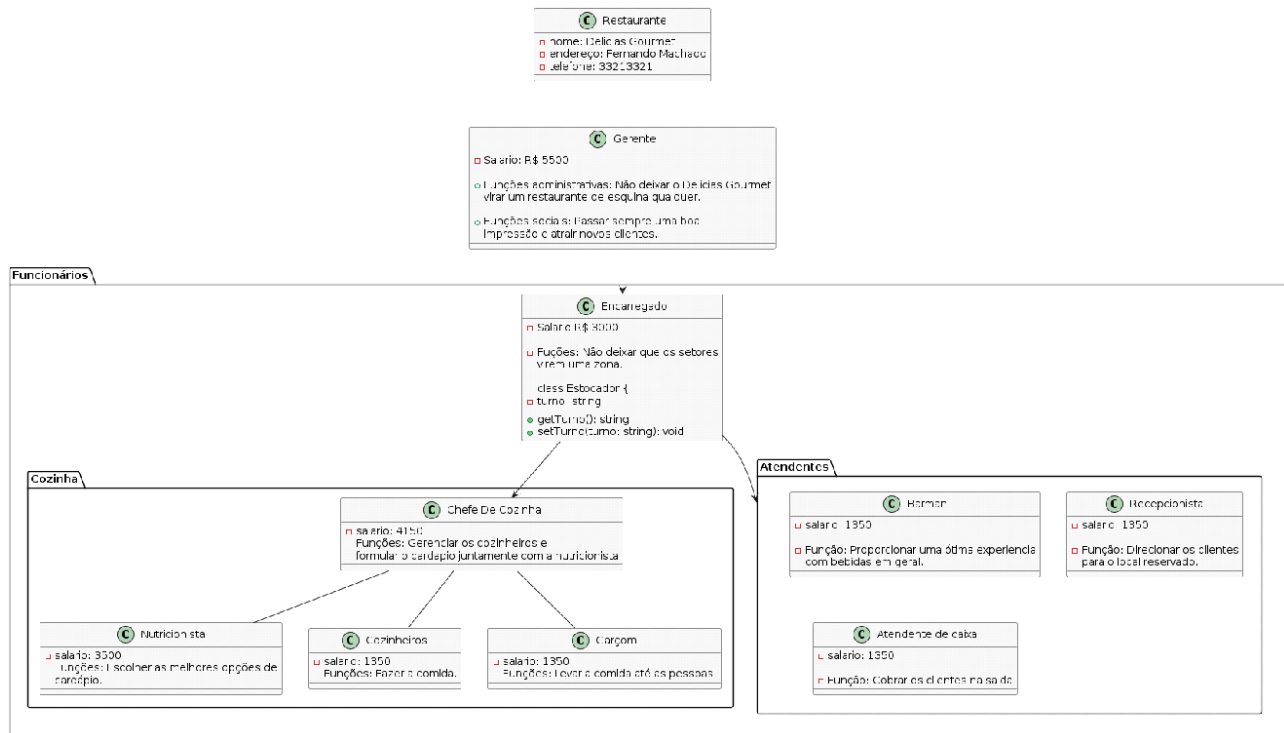 C Restaurante
nome: Delicias Gourmet
endereço: Fernando Machado
telefone: 33213321
C Gerente
Salario: R$ 5500
Funções administrativas: Não deixar o Delicias Gourmet
virar um restaurante de esquina qualquer.
Funções sociais: Passar sempre uma boa
impressão e atrair novos clientes.
Funcionários
C Encarregado
Salario R$ 3000
Fuções: Não deixar que os setores
virem uma zona.
class Estocador {
turno: string
getTurno(): string
setTurno(turno: string): void
Cozinha
C Chefe De Cozinha
salario: 4150
Funções: Gerenciar os cozinheiros e
formular o cardapio juntamente com a nutricionista
C Nutricionista
salario: 3500
Funções: Escolher as melhores opções de
cardápio.
C Cozinheiros
salario: 1350
Funções: Fazer a comida.
C Garçom
salario: 1350
Funções: Levar a comida até as pessoas
Atendentes
C Barman
salario: 1350
Função: Proporcionar uma ótima experiencia
com bebidas em geral.
C Recepcionista
salario: 1350
Função: Direcionar os clientes
para o local reservado.
C Atendente de caixa
salario: 1350
Função: Cobrar os clientes na saida